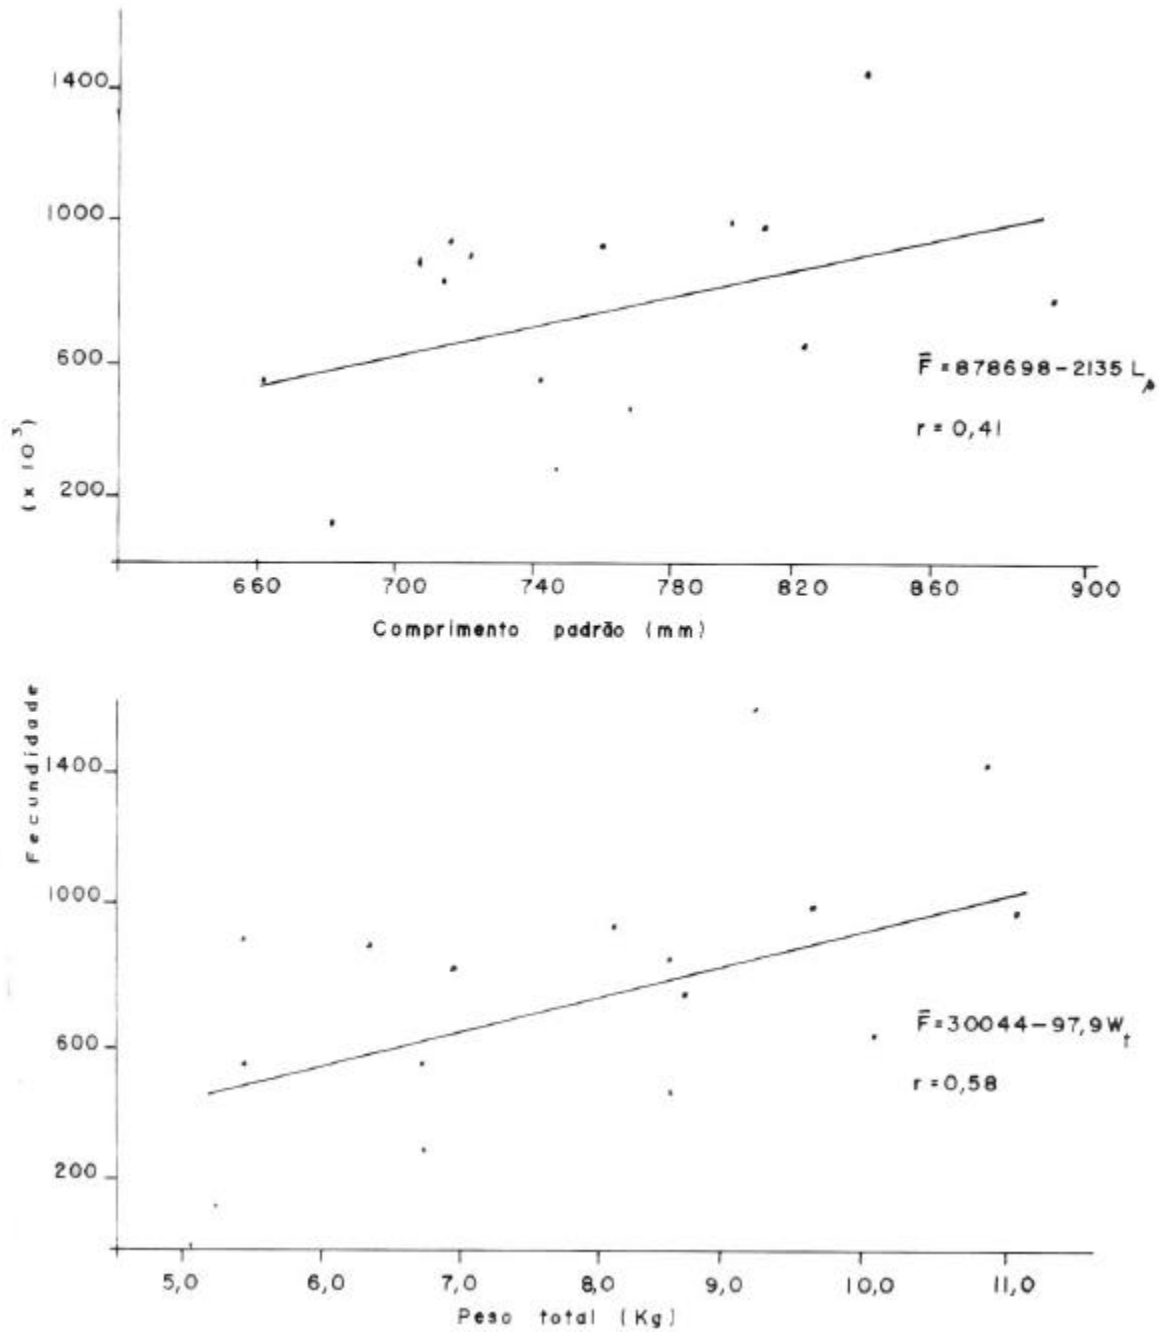 1400
1000
600
200
(x 10³)
F̅ = 878698-2135 Lp
r = 0,41
660 700 740 780 820 860 900
Comprimento padrão (mm)
Fecundidade
1400
1000
600
200
F̅ = 30044-97,9Wt
r = 0,58
5,0 6,0 7,0 8,0 9,0 10,0 11,0
Peso total (Kg)